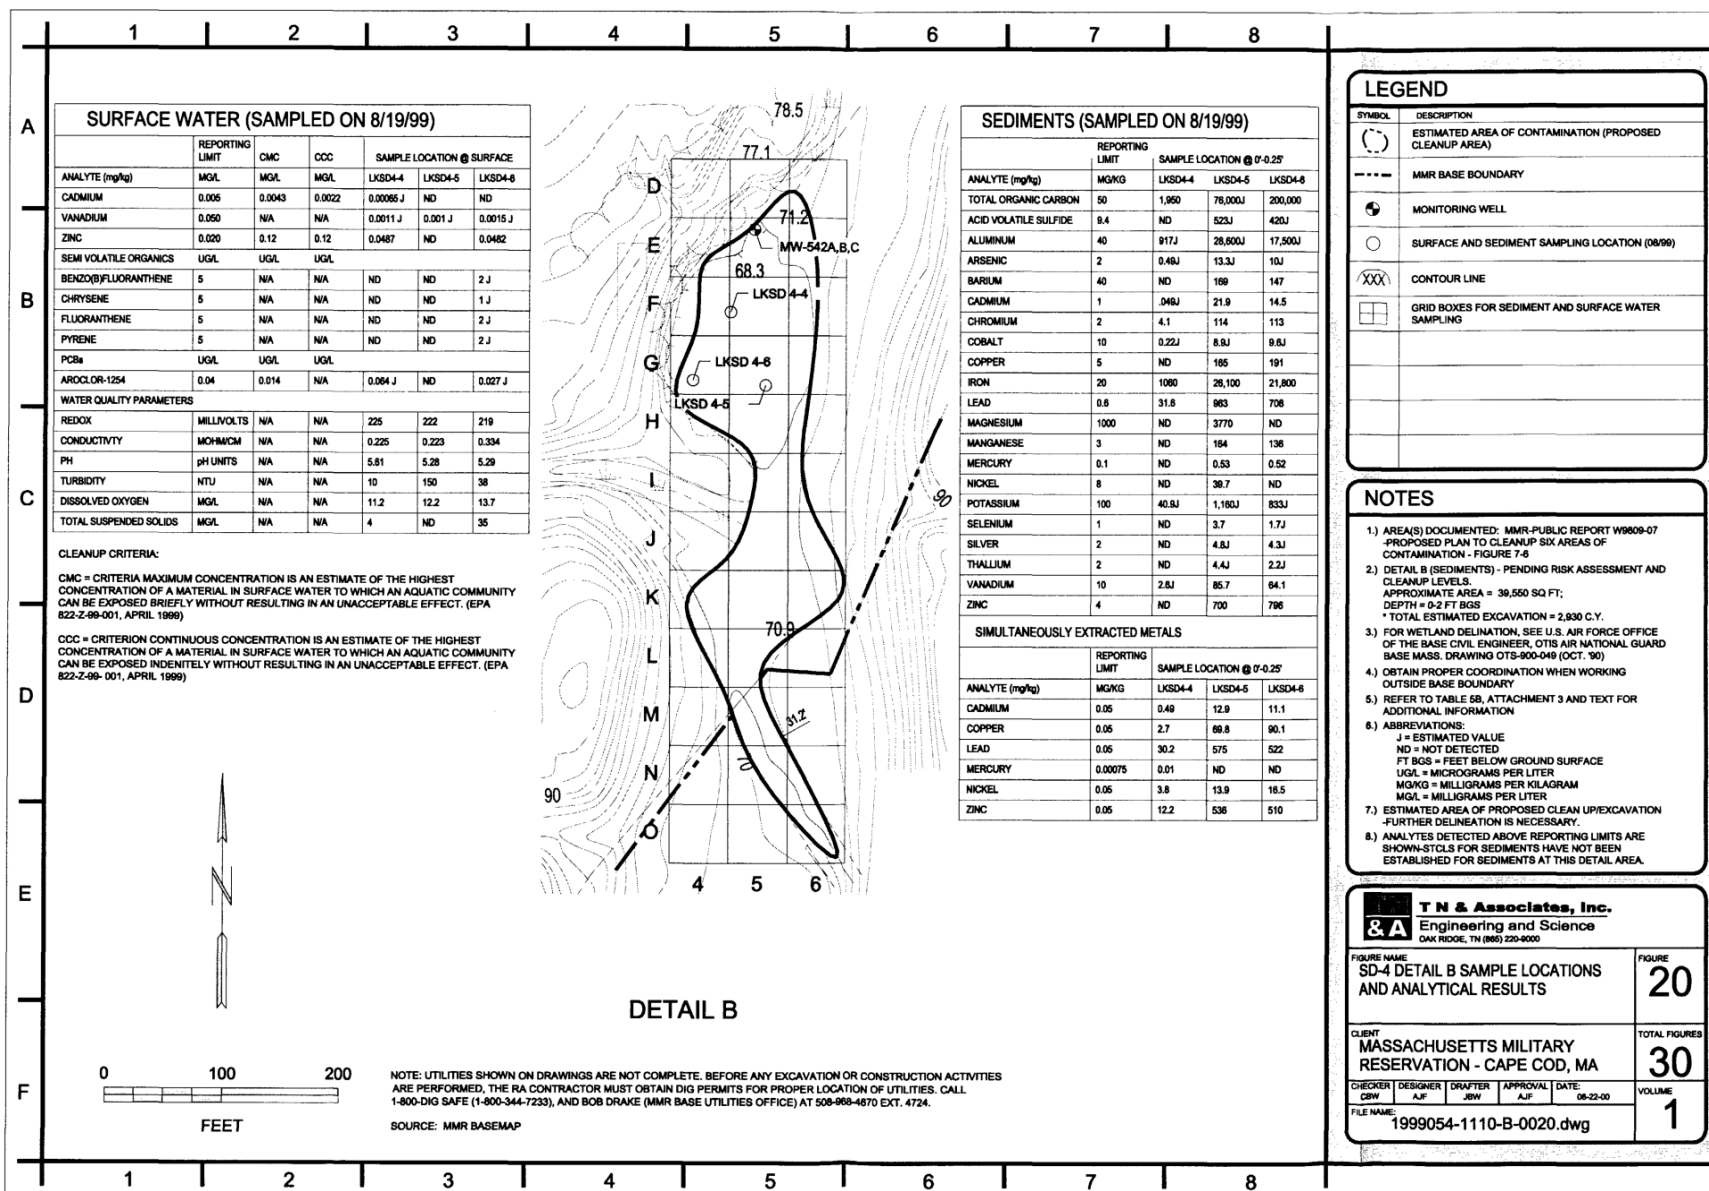 1 2 3 4 5 6 7 8
A
B
C
D
E
F
SURFACE WATER (SAMPLED ON 8/19/99)
REPORTING LIMIT CMC CCC SAMPLE LOCATION @ SURFACE
ANALYTE (mg/kg) MG/L MG/L MG/L LKSD4-4 LKSD4-5 LKSD4-6
CADMIUM 0.005 0.0043 0.0022 0.00065 J ND ND
VANADIUM 0.050 N/A N/A 0.0011 J 0.001 J 0.0015 J
ZINC 0.020 0.12 0.12 0.0487 ND 0.0482
SEMI VOLATILE ORGANICS UG/L UG/L UG/L
BENZO(B)FLUORANTHENE 5 N/A N/A ND ND 2 J
CHRYSENE 5 N/A N/A ND ND 1 J
FLUORANTHENE 5 N/A N/A ND ND 2 J
PYRENE 5 N/A N/A ND ND 2 J
PCBs UG/L UG/L UG/L
AROCLOR-1254 0.04 0.014 N/A 0.064 J ND 0.027 J
WATER QUALITY PARAMETERS
REDOX MILLIVOLTS N/A N/A 225 222 219
CONDUCTIVTY MOHM/CM N/A N/A 0.225 0.223 0.334
PH pH UNITS N/A N/A 5.61 5.28 5.29
TURBIDITY NTU N/A N/A 10 150 38
DISSOLVED OXYGEN MG/L N/A N/A 11.2 12.2 13.7
TOTAL SUSPENDED SOLIDS MG/L N/A N/A 4 ND 35
CLEANUP CRITERIA:
CMC = CRITERIA MAXIMUM CONCENTRATION IS AN ESTIMATE OF THE HIGHEST
CONCENTRATION OF A MATERIAL IN SURFACE WATER TO WHICH AN AQUATIC COMMUNITY
CAN BE EXPOSED BRIEFLY WITHOUT RESULTING IN AN UNACCEPTABLE EFFECT. (EPA
822-Z-99-001, APRIL 1999)
CCC = CRITERION CONTINUOUS CONCENTRATION IS AN ESTIMATE OF THE HIGHEST
CONCENTRATION OF A MATERIAL IN SURFACE WATER TO WHICH AN AQUATIC COMMUNITY
CAN BE EXPOSED INDENITELY WITHOUT RESULTING IN AN UNACCEPTABLE EFFECT. (EPA
822-Z-99- 001, APRIL 1999)
N
0 100 200
FEET
78.5
77.1
D
71.2
E
MW-542A,B,C
68.3
F
LKSD 4-4
G
LKSD 4-6
LKSD 4-5
H
I
90
J
K
70.9
L
M
31.2'
70
N
90
O
4 5 6
DETAIL B
NOTE: UTILITIES SHOWN ON DRAWINGS ARE NOT COMPLETE. BEFORE ANY EXCAVATION OR CONSTRUCTION ACTIVITIES
ARE PERFORMED, THE RA CONTRACTOR MUST OBTAIN DIG PERMITS FOR PROPER LOCATION OF UTILITIES. CALL
1-800-DIG SAFE (1-800-344-7233), AND BOB DRAKE (MMR BASE UTILITIES OFFICE) AT 508-968-4670 EXT. 4724.
SOURCE: MMR BASEMAP
SEDIMENTS (SAMPLED ON 8/19/99)
REPORTING LIMIT SAMPLE LOCATION @ 0'-0.25'
ANALYTE (mg/kg) MG/KG LKSD4-4 LKSD4-5 LKSD4-6
TOTAL ORGANIC CARBON 50 1,950 76,000J 200,000
ACID VOLATILE SULFIDE 9.4 ND 523J 420J
ALUMINUM 40 917J 28,600J 17,500J
ARSENIC 2 0.49J 13.3J 10J
BARIUM 40 ND 169 147
CADMIUM 1 .049J 21.9 14.5
CHROMIUM 2 4.1 114 113
COBALT 10 0.22J 8.9J 9.6J
COPPER 5 ND 165 191
IRON 20 1060 26,100 21,800
LEAD 0.6 31.6 963 706
MAGNESIUM 1000 ND 3770 ND
MANGANESE 3 ND 164 136
MERCURY 0.1 ND 0.53 0.52
NICKEL 8 ND 39.7 ND
POTASSIUM 100 40.9J 1,160J 833J
SELENIUM 1 ND 3.7 1.7J
SILVER 2 ND 4.8J 4.3J
THALLIUM 2 ND 4.4J 2.2J
VANADIUM 10 2.6J 85.7 64.1
ZINC 4 ND 700 796
SIMULTANEOUSLY EXTRACTED METALS
REPORTING LIMIT SAMPLE LOCATION @ 0'-0.25'
ANALYTE (mg/kg) MG/KG LKSD4-4 LKSD4-5 LKSD4-6
CADMIUM 0.05 0.49 12.9 11.1
COPPER 0.05 2.7 69.8 90.1
LEAD 0.05 30.2 575 522
MERCURY 0.00075 0.01 ND ND
NICKEL 0.05 3.8 13.9 16.5
ZINC 0.05 12.2 536 510
LEGEND
SYMBOL DESCRIPTION
ESTIMATED AREA OF CONTAMINATION (PROPOSED
CLEANUP AREA)
MMR BASE BOUNDARY
MONITORING WELL
SURFACE AND SEDIMENT SAMPLING LOCATION (08/99)
XXX CONTOUR LINE
GRID BOXES FOR SEDIMENT AND SURFACE WATER
SAMPLING
NOTES
1.) AREA(S) DOCUMENTED: MMR-PUBLIC REPORT W9809-07
-PROPOSED PLAN TO CLEANUP SIX AREAS OF
CONTAMINATION - FIGURE 7-6
2.) DETAIL B (SEDIMENTS) - PENDING RISK ASSESSMENT AND
CLEANUP LEVELS.
APPROXIMATE AREA = 39,550 SQ FT;
DEPTH = 0-2 FT BGS
* TOTAL ESTIMATED EXCAVATION = 2,930 C.Y.
3.) FOR WETLAND DELINATION, SEE U.S. AIR FORCE OFFICE
OF THE BASE CIVIL ENGINEER, OTIS AIR NATIONAL GUARD
BASE MASS. DRAWING OTS-900-049 (OCT. '90)
4.) OBTAIN PROPER COORDINATION WHEN WORKING
OUTSIDE BASE BOUNDARY
5.) REFER TO TABLE 5B, ATTACHMENT 3 AND TEXT FOR
ADDITIONAL INFORMATION
6.) ABBREVIATIONS:
J = ESTIMATED VALUE
ND = NOT DETECTED
FT BGS = FEET BELOW GROUND SURFACE
UG/L = MICROGRAMS PER LITER
MG/KG = MILLIGRAMS PER KILAGRAM
MG/L = MILLIGRAMS PER LITER
7.) ESTIMATED AREA OF PROPOSED CLEAN UP/EXCAVATION
-FURTHER DELINEATION IS NECESSARY.
8.) ANALYTES DETECTED ABOVE REPORTING LIMITS ARE
SHOWN-STCLS FOR SEDIMENTS HAVE NOT BEEN
ESTABLISHED FOR SEDIMENTS AT THIS DETAIL AREA.
& A
T N & Associates, Inc.
Engineering and Science
OAK RIDGE, TN (865) 220-9000
FIGURE NAME
SD-4 DETAIL B SAMPLE LOCATIONS
AND ANALYTICAL RESULTS
FIGURE
20
CLIENT
MASSACHUSETTS MILITARY
RESERVATION - CAPE COD, MA
TOTAL FIGURES
30
CHECKER CBW DESIGNER AJF DRAFTER JBW APPROVAL AJF DATE: 08-22-00
VOLUME
1
FILE NAME:
1999054-1110-B-0020.dwg
1 2 3 4 5 6 7 8